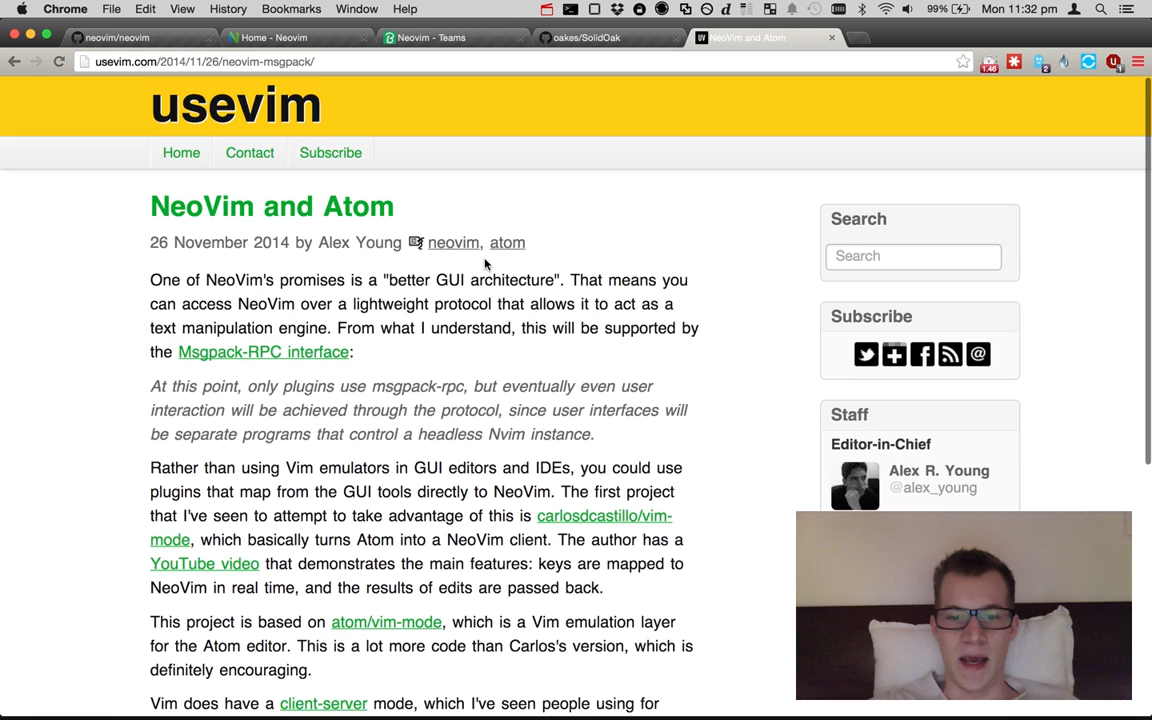 Chrome File Edit View History Bookmarks Window Help 99% Mon 11:32 pm
neovim/neovim Home - Neovim Neovim - Teams oakes/SolidOak NeoVim and Atom
usevim.com/2014/11/26/neovim-msgpack/
usevim
Home Contact Subscribe
NeoVim and Atom
26 November 2014 by Alex Young neovim, atom
One of NeoVim's promises is a "better GUI architecture". That means you
can access NeoVim over a lightweight protocol that allows it to act as a
text manipulation engine. From what I understand, this will be supported by
the Msgpack-RPC interface:
At this point, only plugins use msgpack-rpc, but eventually even user
interaction will be achieved through the protocol, since user interfaces will
be separate programs that control a headless Nvim instance.
Rather than using Vim emulators in GUI editors and IDEs, you could use
plugins that map from the GUI tools directly to NeoVim. The first project
that I've seen to attempt to take advantage of this is carlosdcastillo/vim-
mode, which basically turns Atom into a NeoVim client. The author has a
YouTube video that demonstrates the main features: keys are mapped to
NeoVim in real time, and the results of edits are passed back.
This project is based on atom/vim-mode, which is a Vim emulation layer
for the Atom editor. This is a lot more code than Carlos's version, which is
definitely encouraging.
Vim does have a client-server mode, which I've seen people using for
Search
Search
Subscribe
Staff
Editor-in-Chief
Alex R. Young
@alex_young